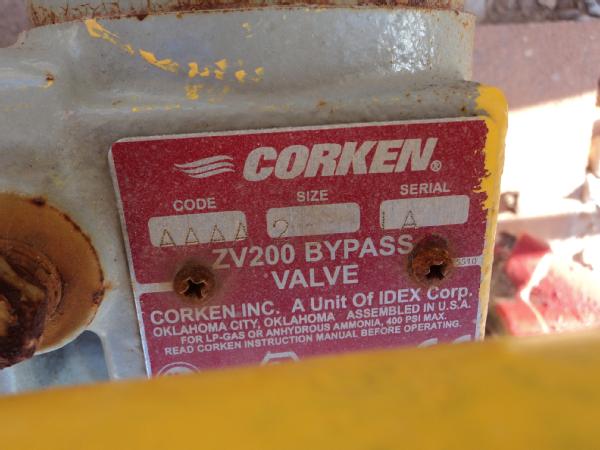 CORKEN®
CODE SIZE SERIAL
AAAA 2 LA
ZV200 BYPASS
VALVE
CORKEN INC. A Unit Of IDEX Corp.
OKLAHOMA CITY, OKLAHOMA ASSEMBLED IN U.S.A.
FOR LP-GAS OR ANHYDROUS AMMONIA, 400 PSI MAX.
READ CORKEN INSTRUCTION MANUAL BEFORE OPERATING.